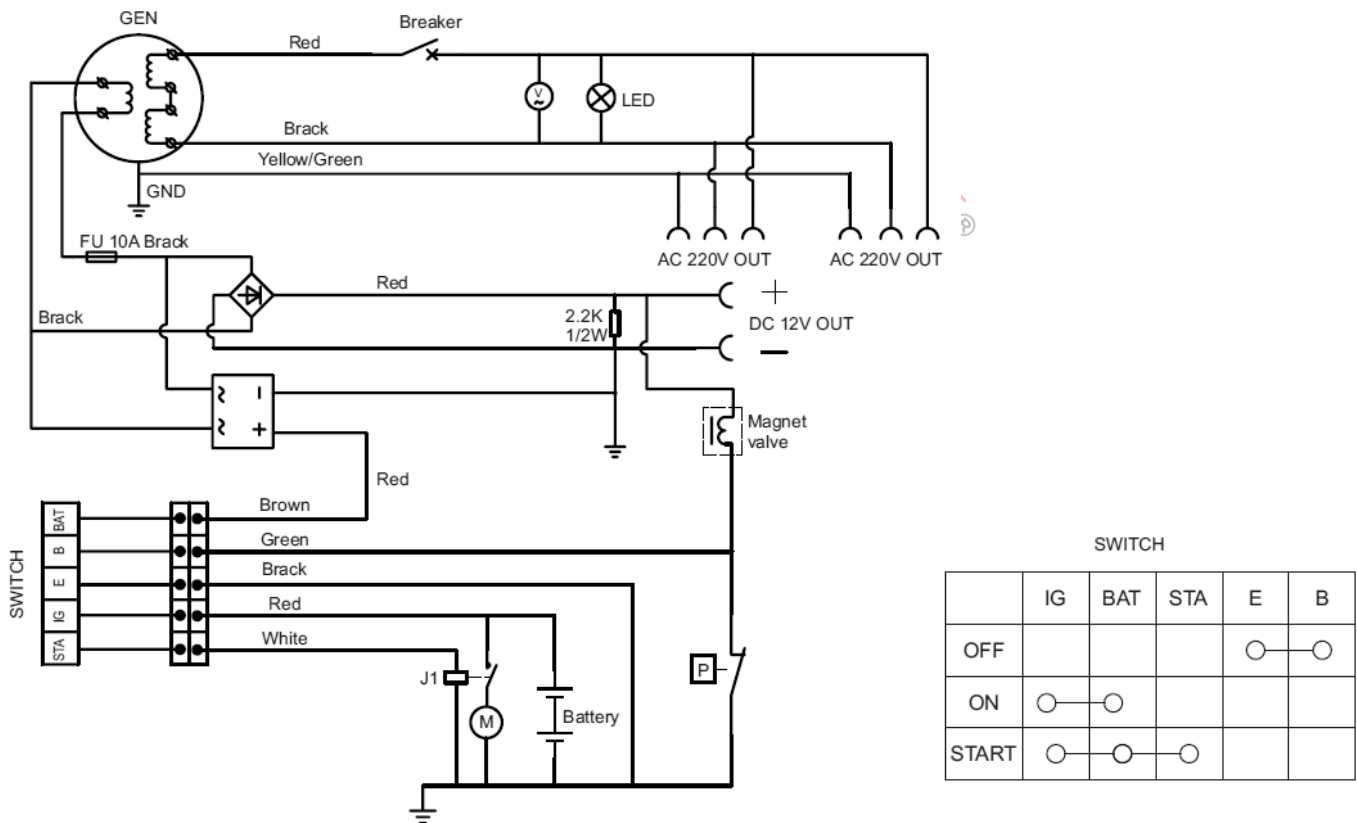 GEN
Breaker
Red
V
~
LED
Brack
Yellow/Green
GND
FU 10A Brack
AC 220V OUT
AC 220V OUT
Red
+
Brack
2.2K
1/2W
DC 12V OUT
−
~ −
~ +
Magnet
valve
Red
SWITCH
BAT
Brown
B
Green
E
Brack
IG
Red
STA
White
J1
M
Battery
P
SWITCH
IG BAT STA E B
OFF
ON
START